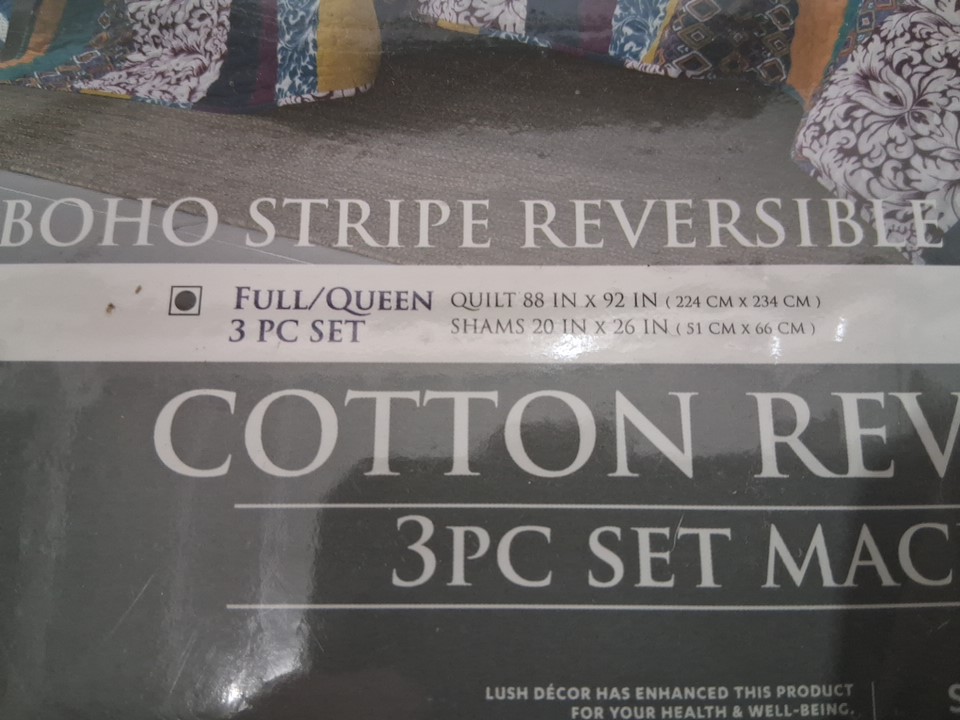 BOHO STRIPE REVERSIBLE
FULL/QUEEN QUILT 88 IN X 92 IN ( 224 CM X 234 CM )
3 PC SET SHAMS 20 IN X 26 IN ( 51 CM X 66 CM )
COTTON REV
3PC SET MAC
LUSH DÉCOR HAS ENHANCED THIS PRODUCT
FOR YOUR HEALTH & WELL-BEING.